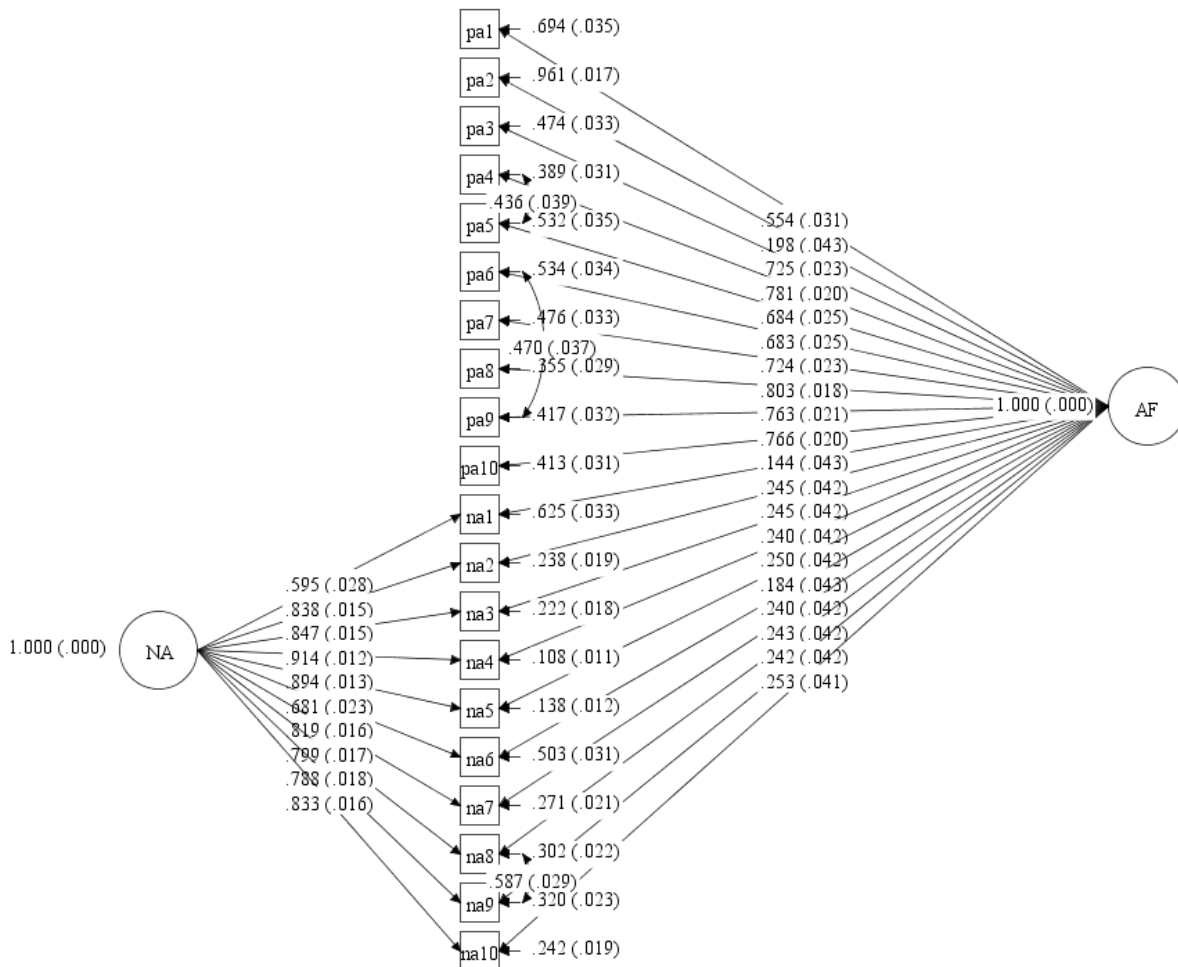 pa1 .694 (.035)
pa2 .961 (.017)
pa3 .474 (.033)
pa4 .389 (.031)
.436 (.039)
pa5 .532 (.035)
.554 (.031)
.198 (.043)
pa6 .534 (.034)
.725 (.023)
.781 (.020)
pa7 .476 (.033)
.684 (.025)
.683 (.025)
.470 (.037)
pa8 .355 (.029)
.724 (.023)
.803 (.018)
1.000 (.000) AF
pa9 .417 (.032)
.763 (.021)
.766 (.020)
pa10 .413 (.031)
.144 (.043)
.245 (.042)
na1 .625 (.033)
.245 (.042)
.240 (.042)
na2 .238 (.019)
.250 (.042)
.595 (.028)
.184 (.043)
na3 .222 (.018)
.838 (.015)
.240 (.042)
.847 (.015)
.243 (.042)
1.000 (.000) NA
na4 .108 (.011)
.914 (.012)
.242 (.042)
.894 (.013)
.253 (.041)
na5 .138 (.012)
.681 (.023)
.819 (.016)
na6 .503 (.031)
.799 (.017)
.788 (.018)
na7 .271 (.021)
.833 (.016)
na8 .302 (.022)
.587 (.029)
na9 .320 (.023)
na10 .242 (.019)